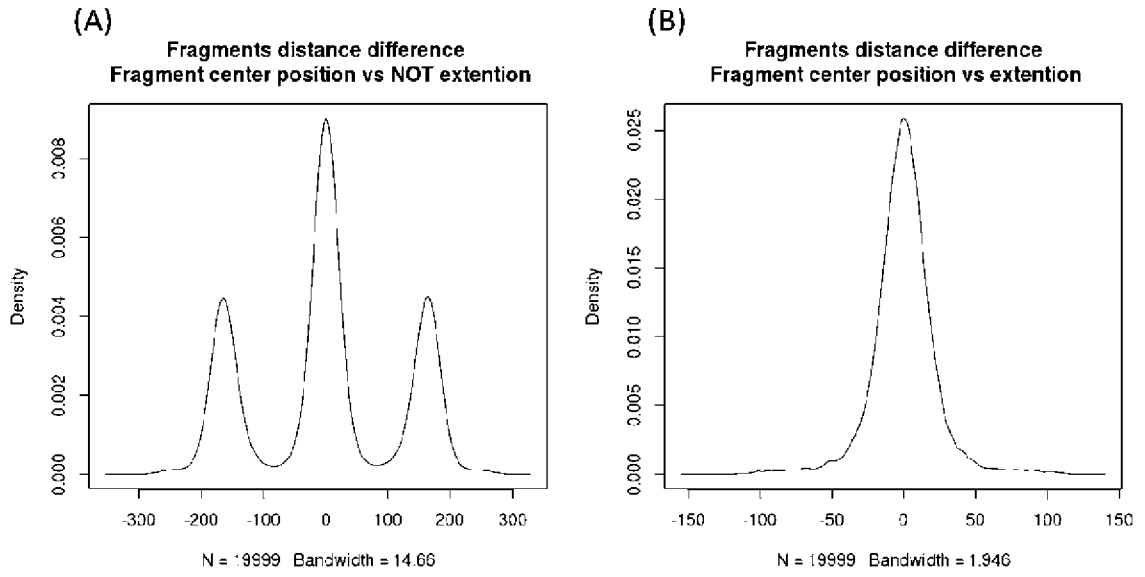 (A)
Fragments distance difference
Fragment center position vs NOT extention
Density
0.000
0.002
0.004
0.006
0.008
-300
-200
-100
0
100
200
300
N = 19999 Bandwidth = 14.66
(B)
Fragments distance difference
Fragment center position vs extention
Density
0.000
0.005
0.010
0.015
0.020
0.025
-150
-100
-50
0
50
100
150
N = 19999 Bandwidth = 1.946